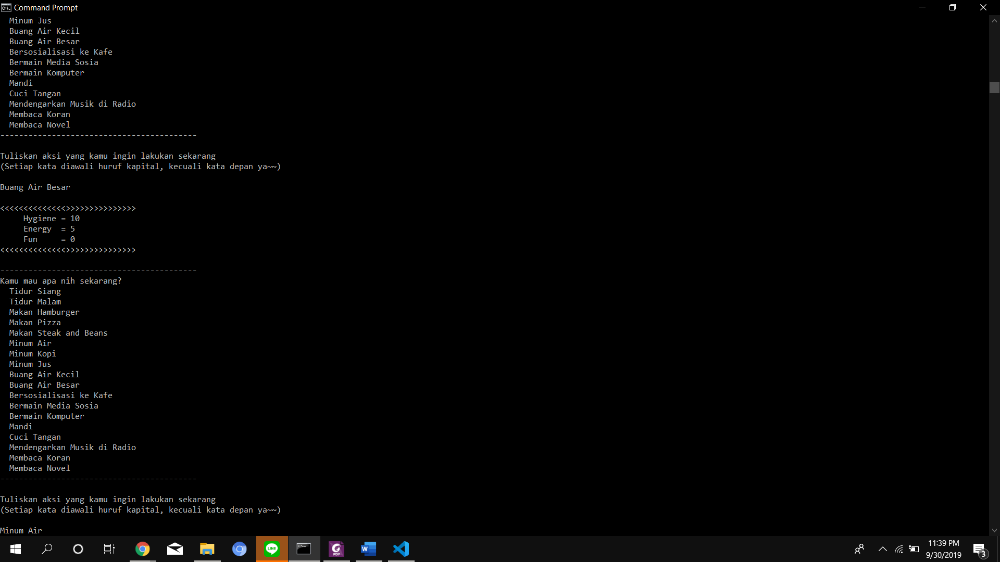 Command Prompt
Minum Jus
Buang Air Kecil
Buang Air Besar
Bersosialisasi ke Kafe
Bermain Media Sosia
Bermain Komputer
Mandi
Cuci Tangan
Mendengarkan Musik di Radio
Membaca Koran
Membaca Novel
------------------------------------------
Tuliskan aksi yang kamu ingin lakukan sekarang
(Setiap kata diawali huruf kapital, kecuali kata depan ya~~)
Buang Air Besar
<<<<<<<<<<<<<<>>>>>>>>>>>>>>>
Hygiene = 10
Energy = 5
Fun = 0
<<<<<<<<<<<<<<>>>>>>>>>>>>>>>
------------------------------------------
Kamu mau apa nih sekarang?
Tidur Siang
Tidur Malam
Makan Hamburger
Makan Pizza
Makan Steak and Beans
Minum Air
Minum Kopi
Minum Jus
Buang Air Kecil
Buang Air Besar
Bersosialisasi ke Kafe
Bermain Media Sosia
Bermain Komputer
Mandi
Cuci Tangan
Mendengarkan Musik di Radio
Membaca Koran
Membaca Novel
------------------------------------------
Tuliskan aksi yang kamu ingin lakukan sekarang
(Setiap kata diawali huruf kapital, kecuali kata depan ya~~)
Minum Air
LINE
PDF
W
11:39 PM
9/30/2019
3